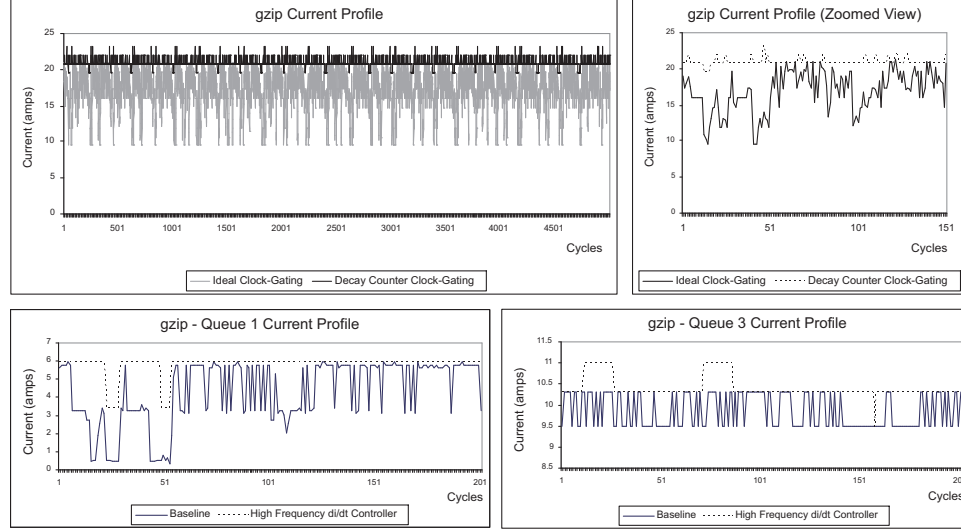 gzip Current Profile
25
20
15
10
5
0
Current (amps)
1 501 1001 1501 2001 2501 3001 3501 4001 4501
Cycles
Ideal Clock-Gating Decay Counter Clock-Gating
gzip Current Profile (Zoomed View)
25
20
15
10
5
0
Current (amps)
1 51 101 151
Cycles
Ideal Clock-Gating Decay Counter Clock-Gating
gzip - Queue 1 Current Profile
7
6
5
4
3
2
1
0
Current (amps)
1 51 101 151 201
Cycles
Baseline High Frequency di/dt Controller
gzip - Queue 3 Current Profile
11.5
11
10.5
10
9.5
9
8.5
Current (amps)
1 51 101 151 20
Cycles
Baseline High Frequency di/dt Controller